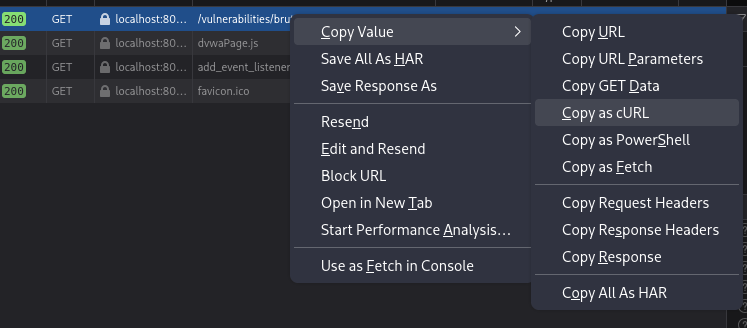 200 GET localhost:80... /vulnerabilities/bru
200 GET localhost:80... dvwaPage.js
200 GET localhost:80... add_event_listener
200 GET localhost:80... favicon.ico
Copy Value
Save All As HAR
Save Response As
Resend
Edit and Resend
Block URL
Open in New Tab
Start Performance Analysis...
Use as Fetch in Console
Copy URL
Copy URL Parameters
Copy GET Data
Copy as cURL
Copy as PowerShell
Copy as Fetch
Copy Request Headers
Copy Response Headers
Copy Response
Copy All As HAR